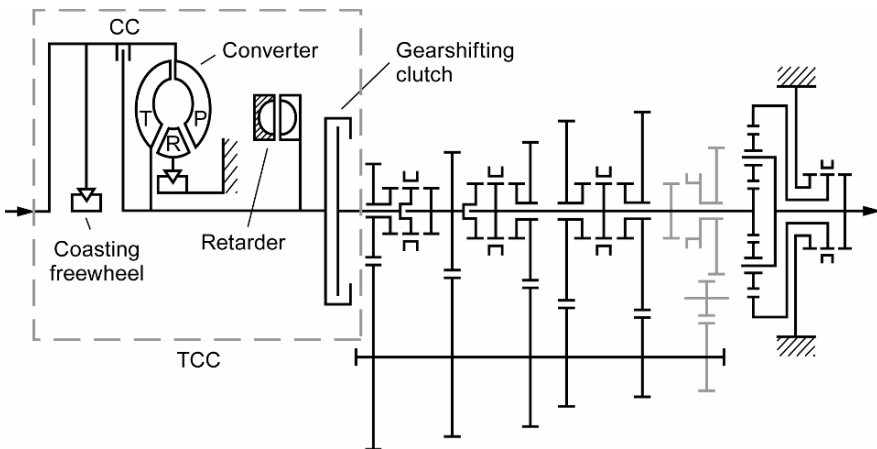 CC
Converter
Gearshifting
clutch
T
P
R
Coasting
freewheel
Retarder
TCC